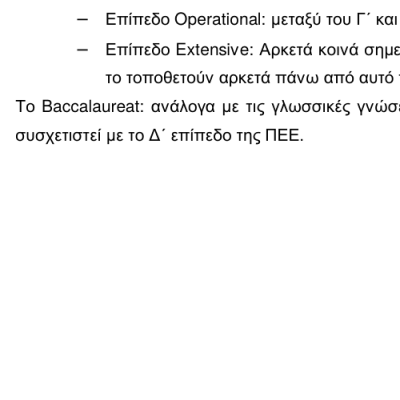 – Επίπεδο Operational: μεταξύ του Γ΄ και
– Επίπεδο Extensive: Αρκετά κοινά σημε
το τοποθετούν αρκετά πάνω από αυτό
Το Baccalaureat: ανάλογα με τις γλωσσικές γνώσε
συσχετιστεί με το Δ΄ επίπεδο της ΠΕΕ.